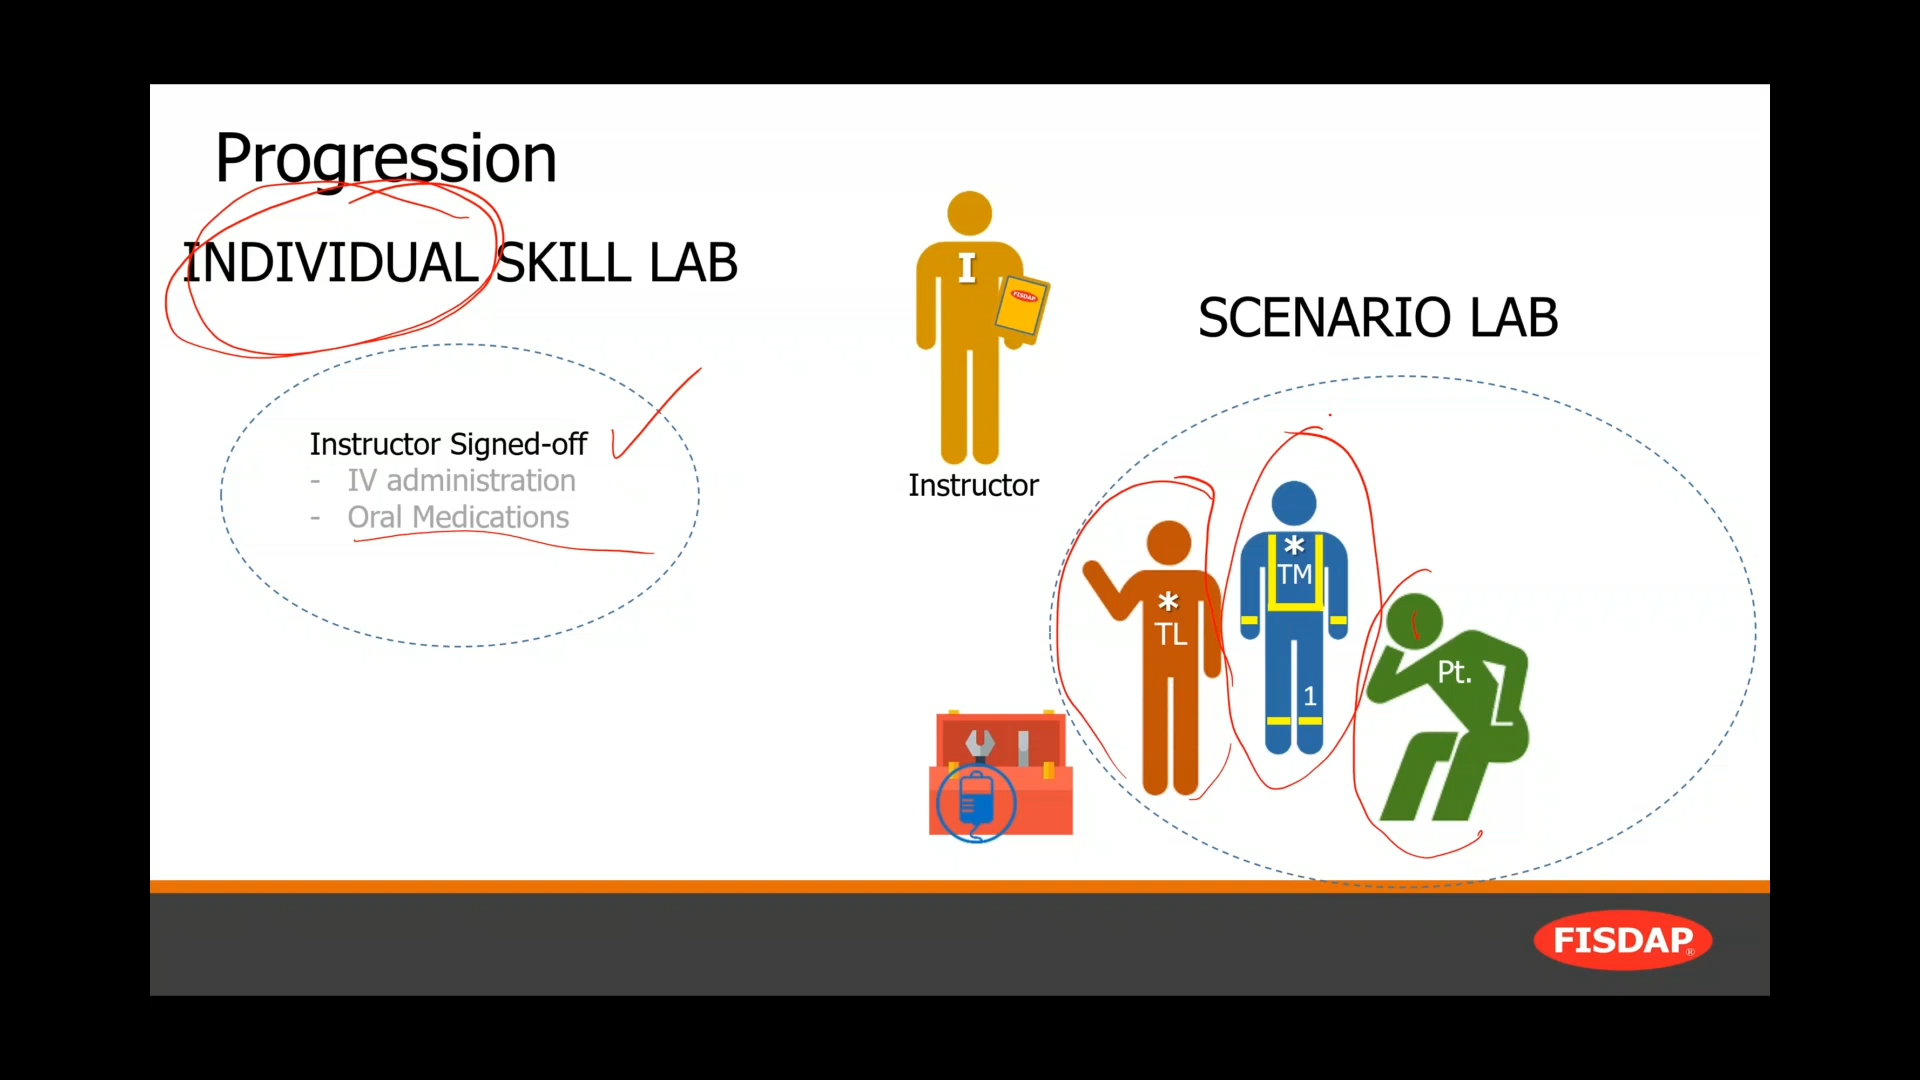 Progression
INDIVIDUAL SKILL LAB
Instructor Signed-off
- IV administration
- Oral Medications
I
FISDAP
Instructor
SCENARIO LAB
*
TL
*
TM
1
Pt.
FISDAP®